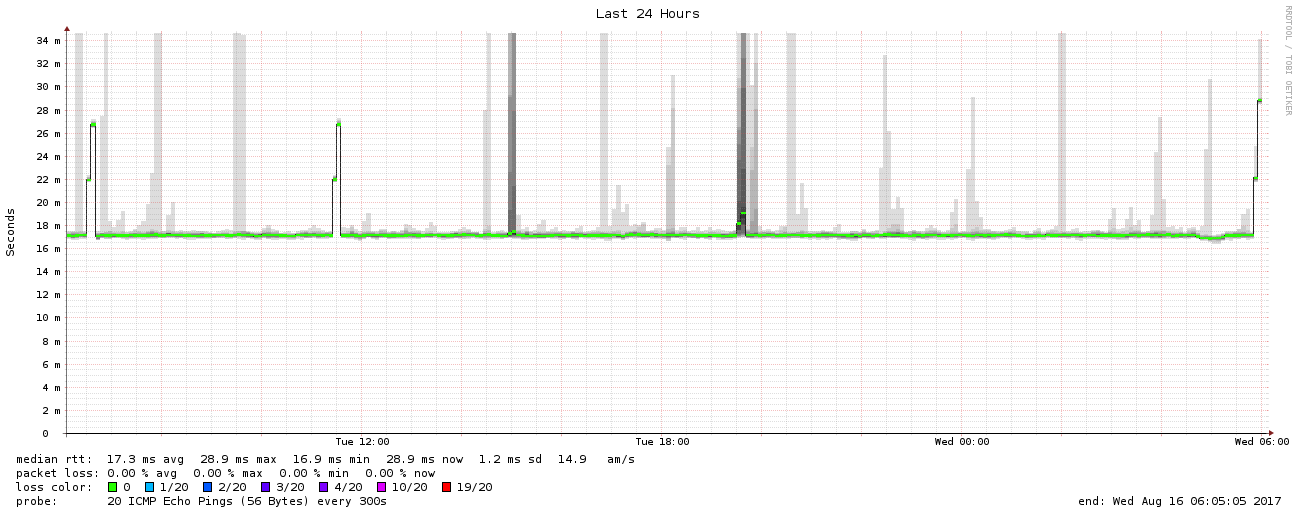 Last 24 Hours
RRDTOOL / TOBI OETIKER
Seconds
34 m
32 m
30 m
28 m
26 m
24 m
22 m
20 m
18 m
16 m
14 m
12 m
10 m
8 m
6 m
4 m
2 m
0
Tue 12:00 Tue 18:00 Wed 00:00 Wed 06:00
median rtt: 17.3 ms avg 28.9 ms max 16.9 ms min 28.9 ms now 1.2 ms sd 14.9 am/s
packet loss: 0.00 % avg 0.00 % max 0.00 % min 0.00 % now
loss color: 0 1/20 2/20 3/20 4/20 10/20 19/20
probe: 20 ICMP Echo Pings (56 Bytes) every 300s end: Wed Aug 16 06:05:05 2017